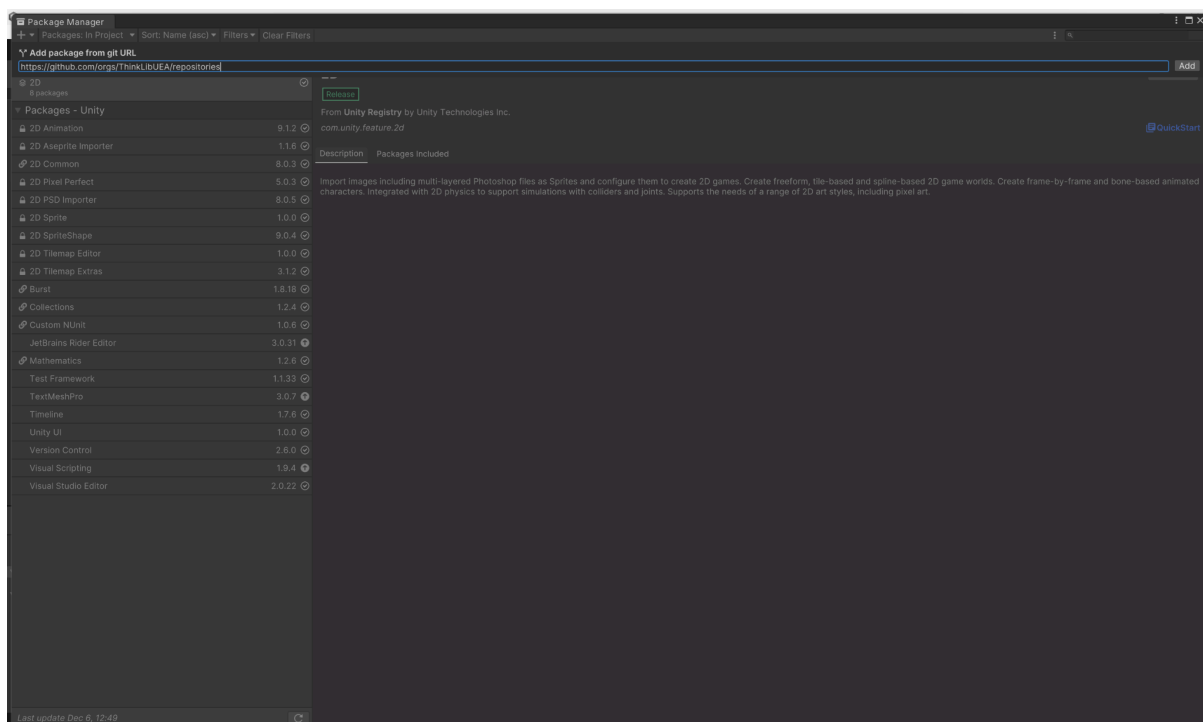 Package Manager
Packages: In Project Sort: Name (asc) Filters Clear Filters
Add package from git URL
https://github.com/orgs/ThinkLibUEA/repositories Add
2D
8 packages
Packages - Unity
2D Animation 9.1.2
2D Aseprite Importer 1.1.6
2D Common 8.0.3
2D Pixel Perfect 5.0.3
2D PSD Importer 8.0.5
2D Sprite 1.0.0
2D SpriteShape 9.0.4
2D Tilemap Editor 1.0.0
2D Tilemap Extras 3.1.2
Burst 1.8.18
Collections 1.2.4
Custom NUnit 1.0.6
JetBrains Rider Editor 3.0.31
Mathematics 1.2.6
Test Framework 1.1.33
TextMeshPro 3.0.7
Timeline 1.7.6
Unity UI 1.0.0
Version Control 2.6.0
Visual Scripting 1.9.4
Visual Studio Editor 2.0.22
Last update Dec 6, 12:49
Release
From Unity Registry by Unity Technologies Inc.
com.unity.feature.2d QuickStart
Description Packages Included
Import images including multi-layered Photoshop files as Sprites and configure them to create 2D games. Create freeform, tile-based and spline-based 2D game worlds. Create frame-by-frame and bone-based animated
characters. Integrated with 2D physics to support simulations with colliders and joints. Supports the needs of a range of 2D art styles, including pixel art.